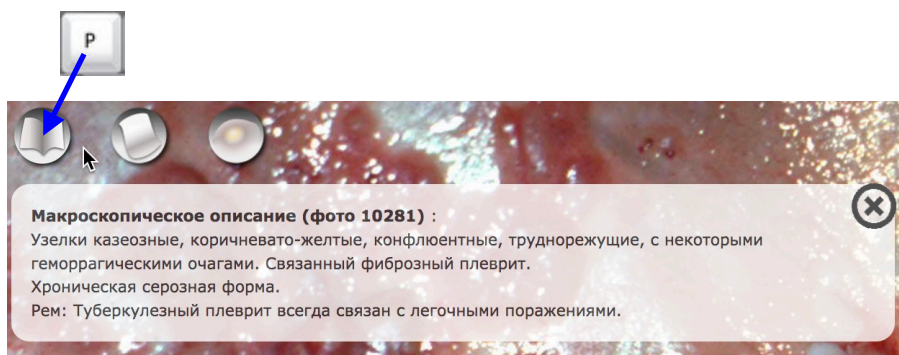 P
Макроскопическое описание (фото 10281) :
Узелки казеозные, коричневато-желтые, конфлюентные, труднорежущие, с некоторыми
геморрагическими очагами. Связанный фиброзный плеврит.
Хроническая серозная форма.
Рем: Туберкулезный плеврит всегда связан с легочными поражениями.